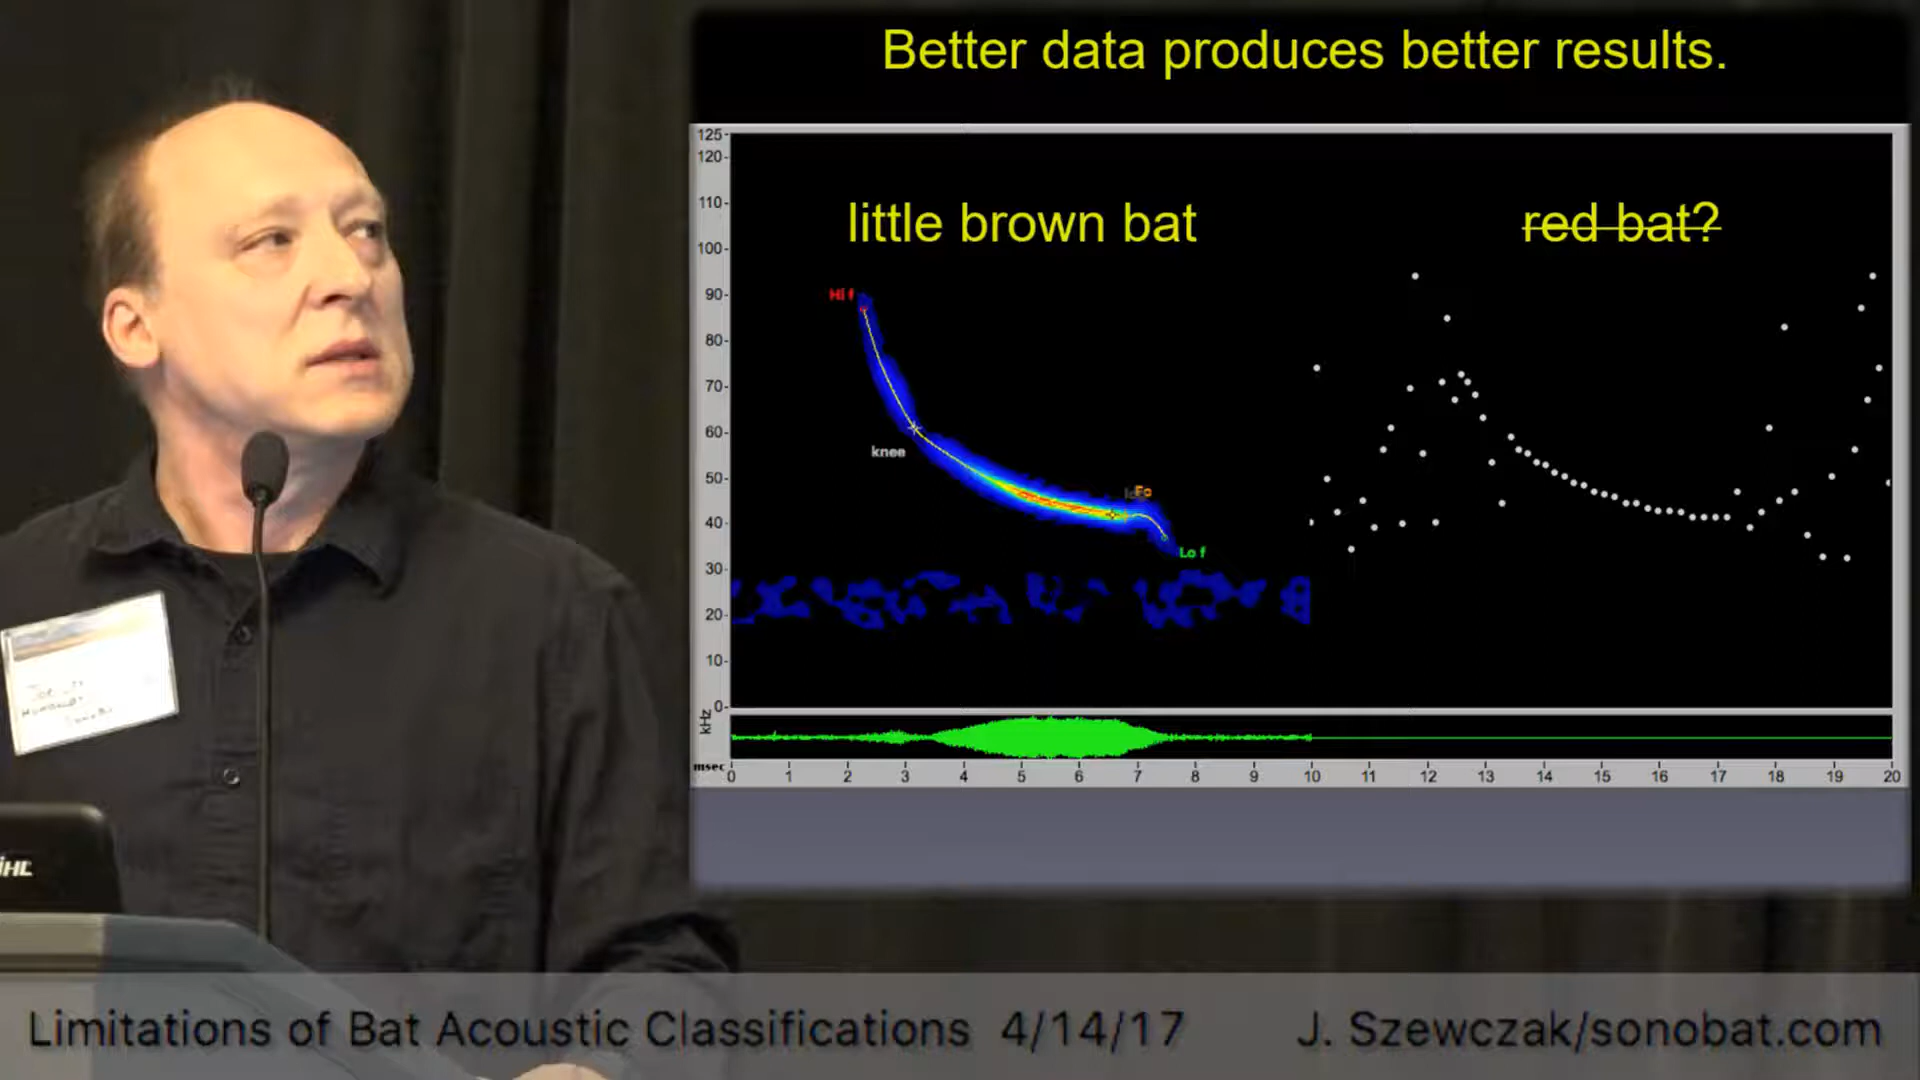 Better data produces better results.
125
120
little brown bat
red bat?
110
100
Hi f
90
80
70
60
knee
50
Fc
40
Lo f
30
20
10
0
kHz
msec 0 1 2 3 4 5 6 7 8 9 10 11 12 13 14 15 16 17 18 19 20
Limitations of Bat Acoustic Classifications 4/14/17 J. Szewczak/sonobat.com